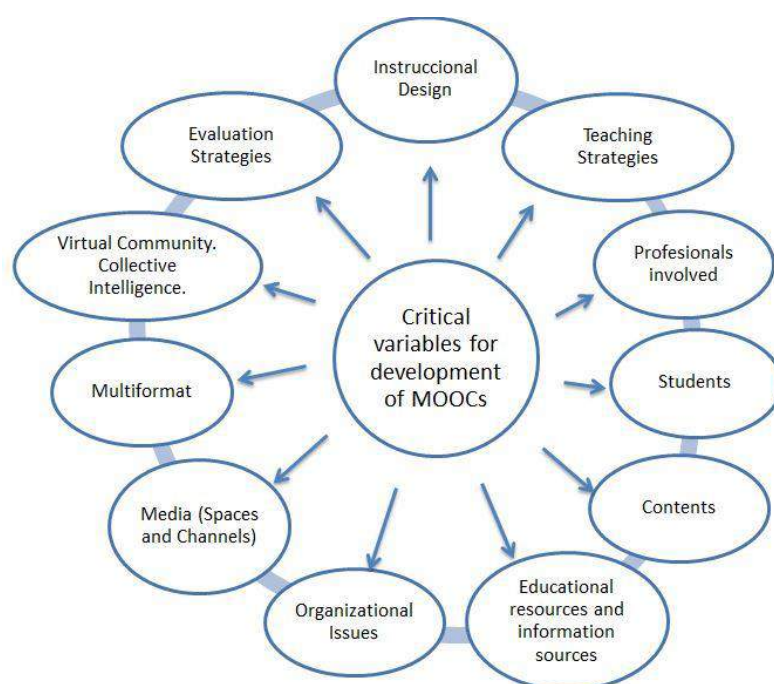 Instruccional
Design
Teaching
Strategies
Profesionals
involved
Students
Contents
Educational
resources and
information
sources
Organizational
Issues
Media (Spaces
and Channels)
Multiformat
Virtual Community.
Collective
Intelligence.
Evaluation
Strategies
Critical
variables for
development
of MOOCs